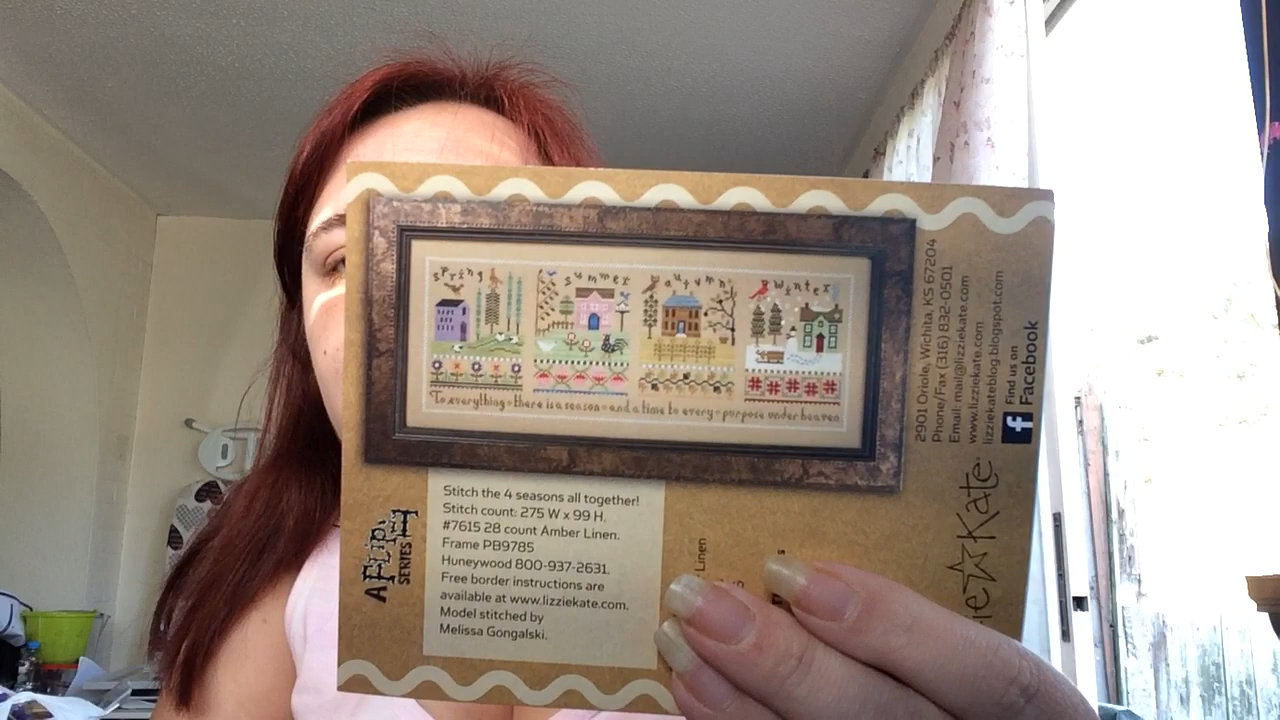 spring summer autumn winter
To everything there is a season and a time to every purpose under heaven
A FLIP-IT
SERIES
Stitch the 4 seasons all together!
Stitch count: 275 W x 99 H.
#7615 28 count Amber Linen.
Frame PB9785
Huneywood 800-937-2631.
Free border instructions are
available at www.lizziekate.com.
Model stitched by
Melissa Gongalski.
Linen
2901 Oriole, Wichita, KS 67204
Phone/Fax (316) 832-0501
Email: mail@lizziekate.com
www.lizziekate.com
lizziekateblog.blogspot.com
f Find us on
Facebook
ie☆Kate